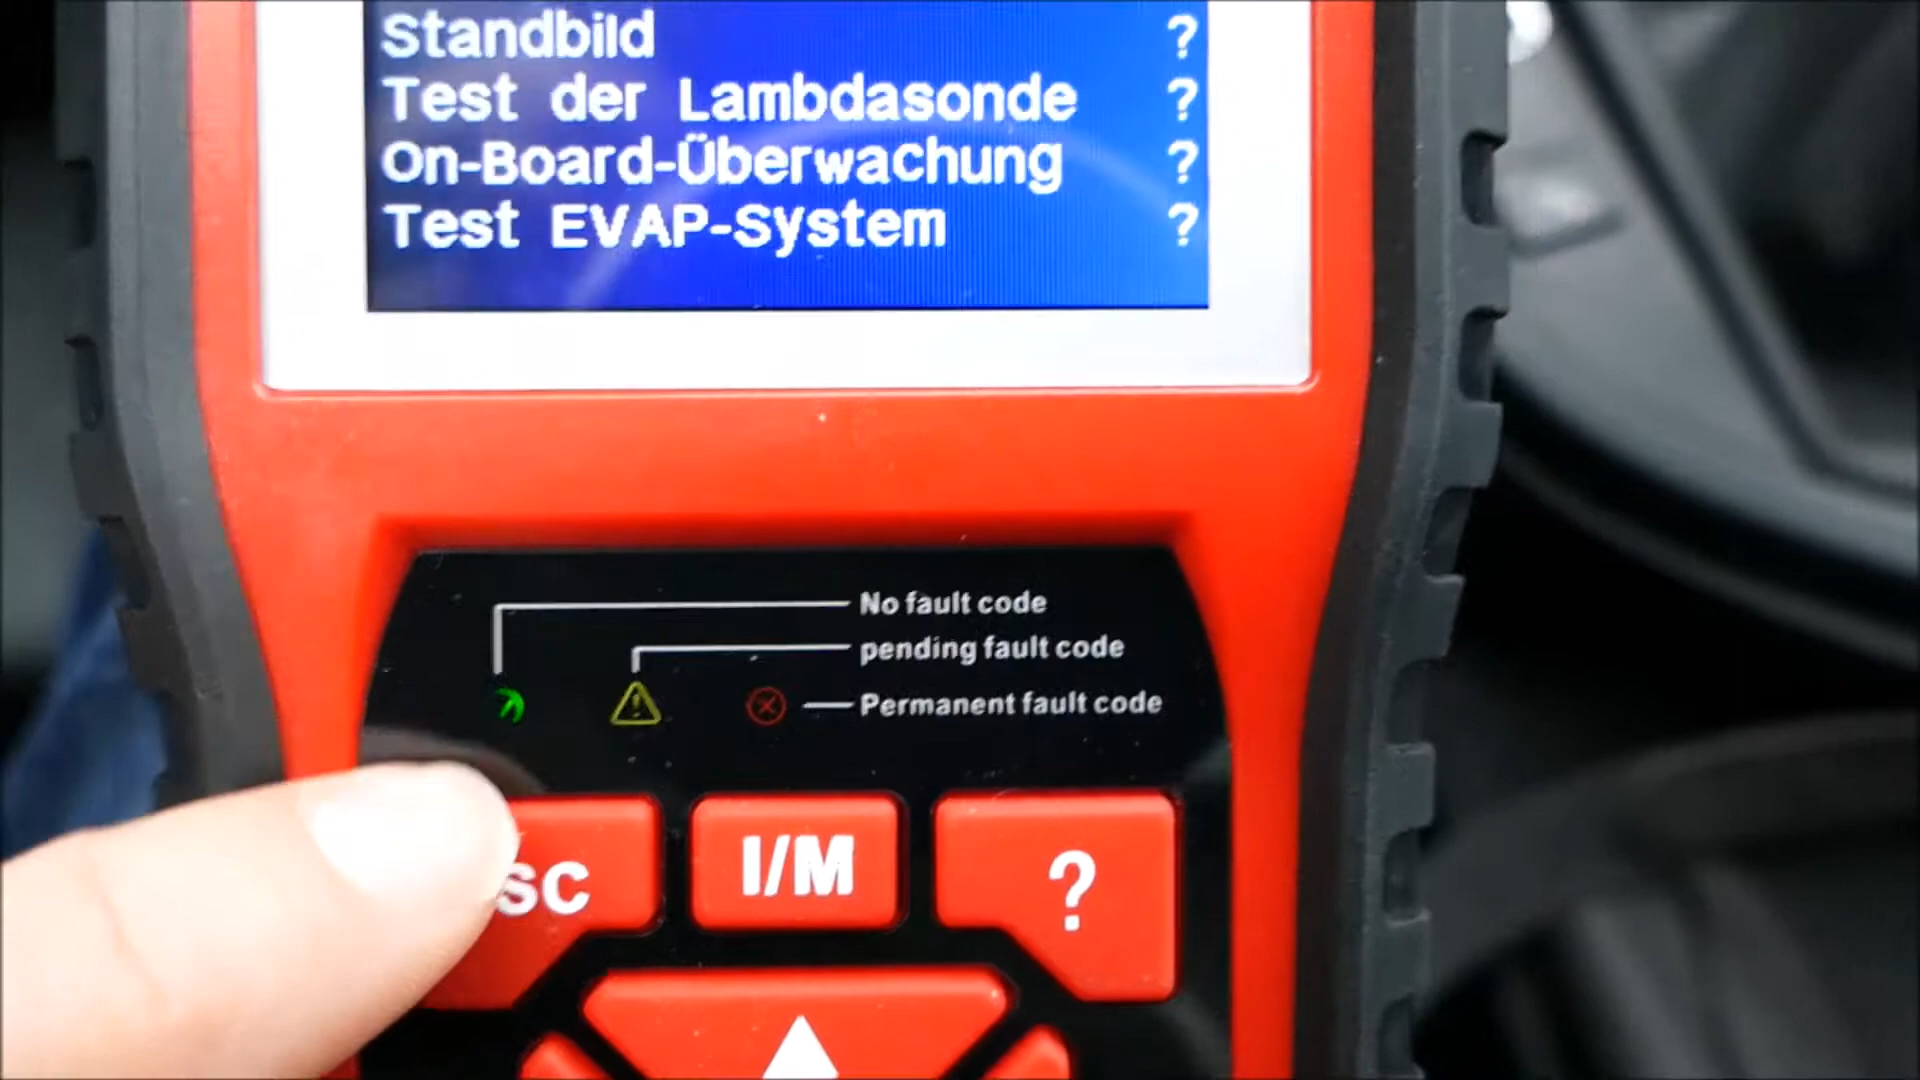 Standbild ?
Test der Lambdasonde ?
On-Board-Überwachung ?
Test EVAP-System ?
No fault code
pending fault code
Permanent fault code
SC
I/M
?